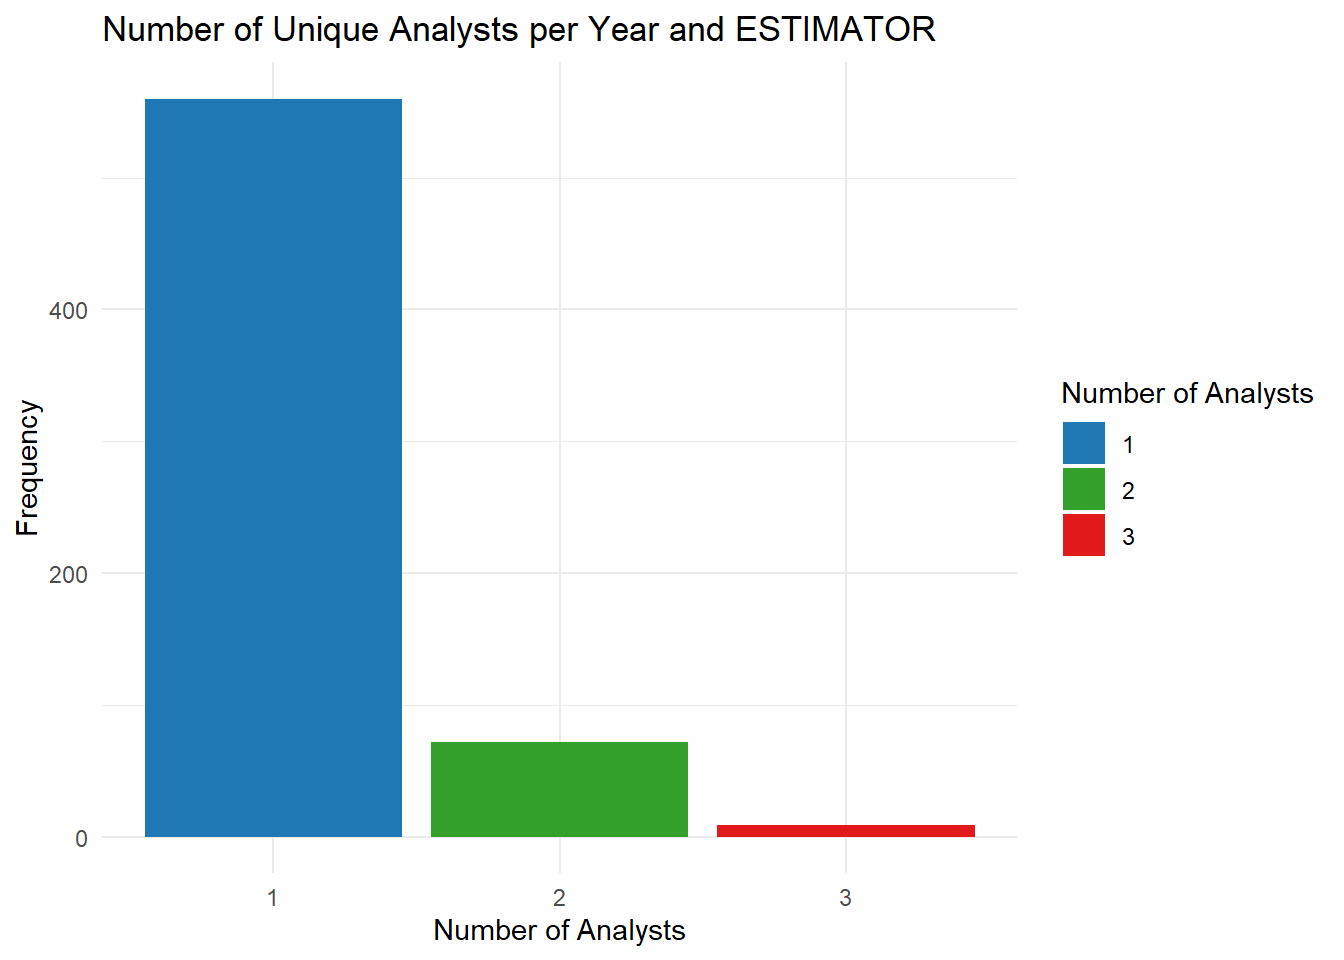 Number of Unique Analysts per Year and ESTIMATOR
400
200
0
Frequency
1 2 3
Number of Analysts
Number of Analysts
1
2
3